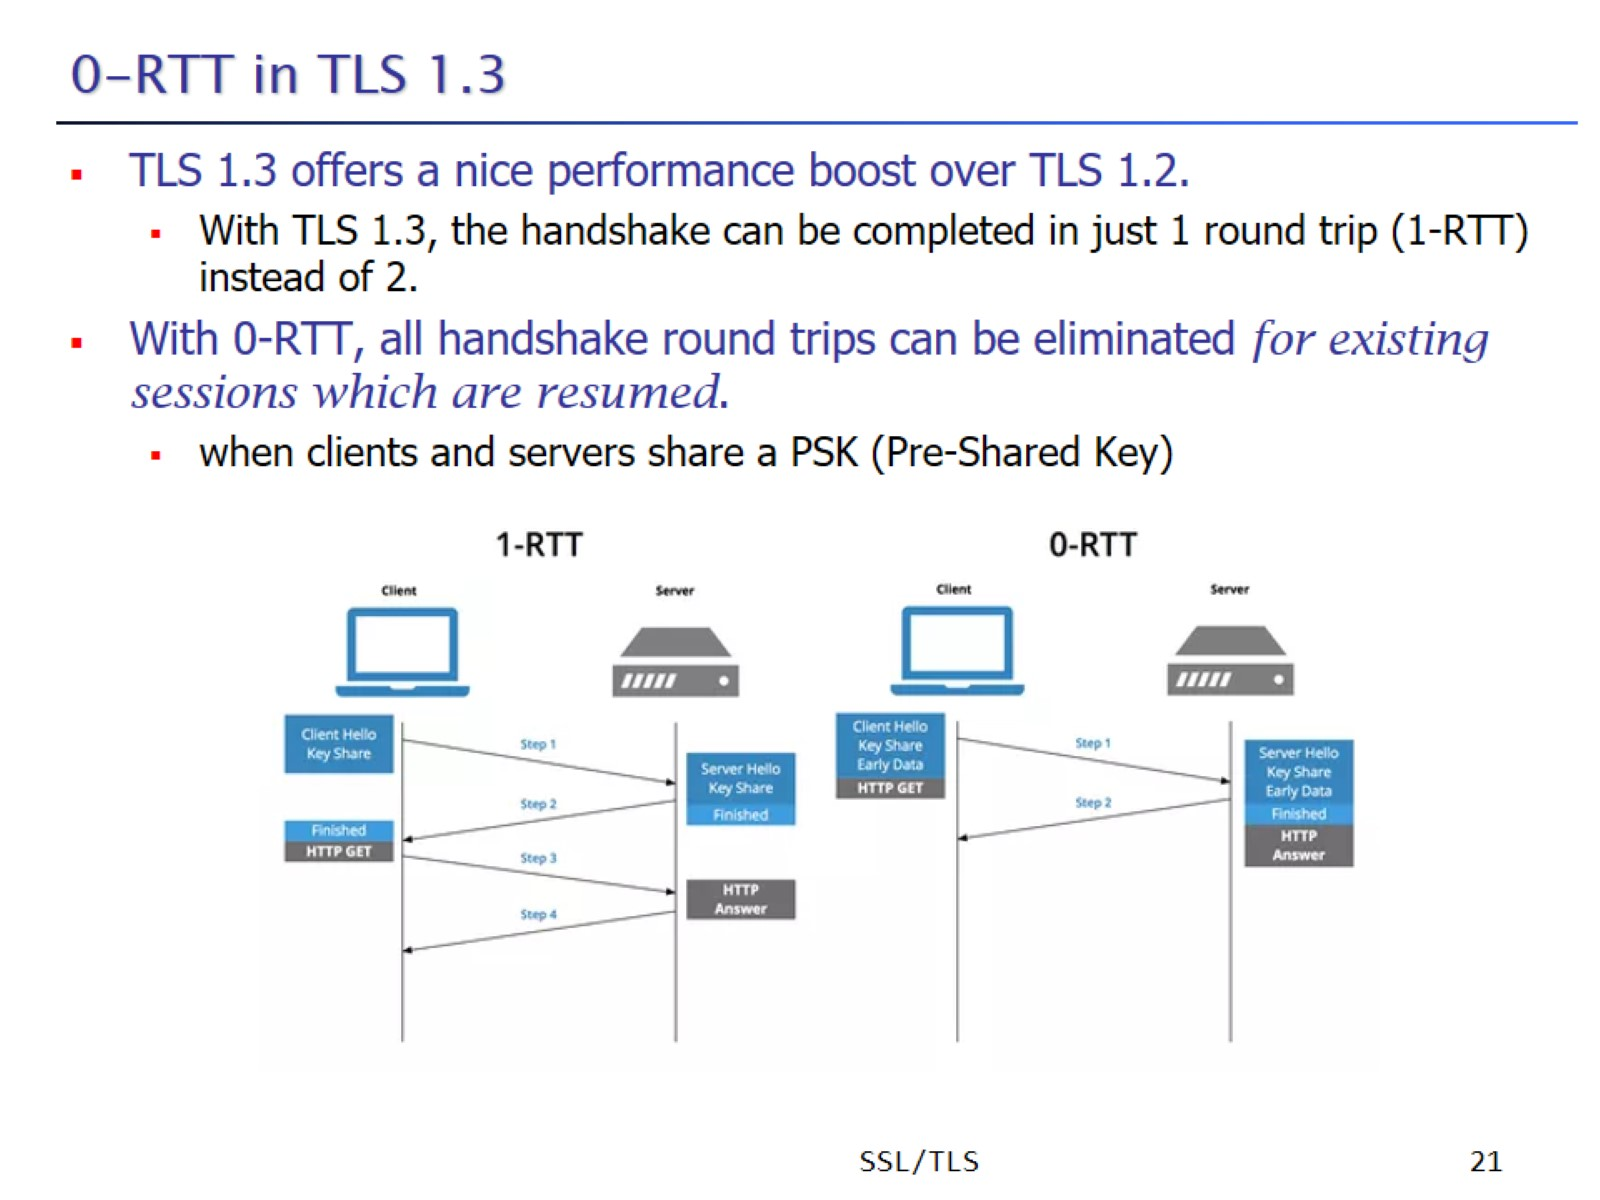 0–RTT in TLS 1.3
TLS 1.3 offers a nice performance boost over TLS 1.2.
With TLS 1.3, the handshake can be completed in just 1 round trip (1-RTT)
instead of 2.
With 0-RTT, all handshake round trips can be eliminated for existing
sessions which are resumed.
when clients and servers share a PSK (Pre-Shared Key)
1-RTT
Client
Server
Client Hello
Key Share
Step 1
Server Hello
Key Share
Finished
Step 2
Finished
HTTP GET
Step 3
HTTP
Answer
Step 4
0-RTT
Client
Server
Client Hello
Key Share
Early Data
HTTP GET
Step 1
Server Hello
Key Share
Early Data
Finished
HTTP
Answer
Step 2
SSL/TLS
21